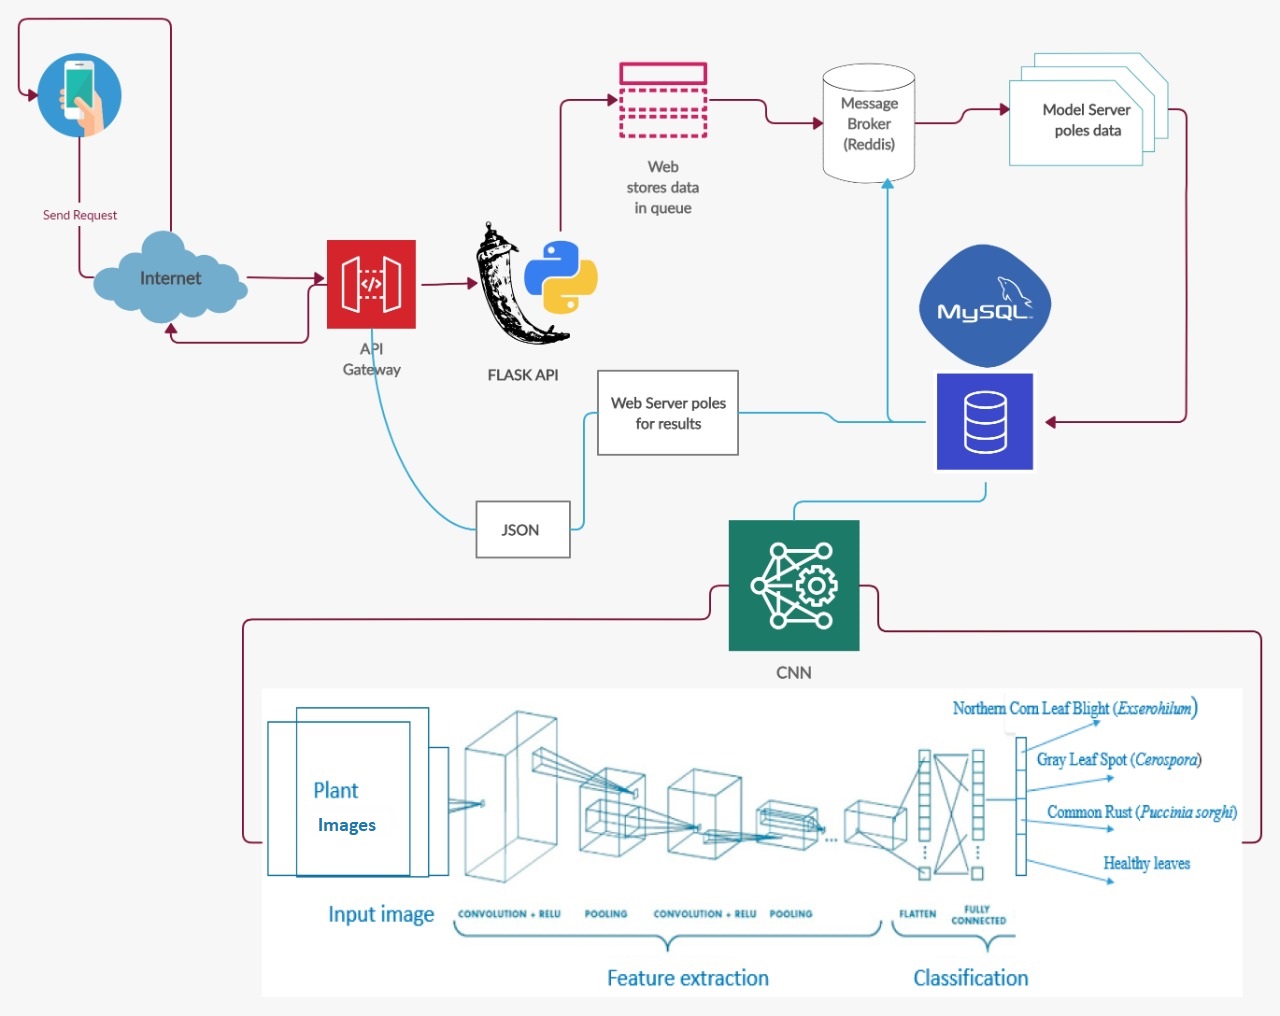 Send Request
Internet
API
Gateway
</>
FLASK API
Web
stores data
in queue
Message
Broker
(Reddis)
Model Server
poles data
MySQL
Web Server poles
for results
JSON
CNN
Plant
Images
Input image
CONVOLUTION + RELU
POOLING
CONVOLUTION + RELU
POOLING
...
FLATTEN
FULLY
CONNECTED
Feature extraction
Classification
Northern Corn Leaf Blight (Exserohilum)
Gray Leaf Spot (Cerospora)
Common Rust (Puccinia sorghi)
Healthy leaves